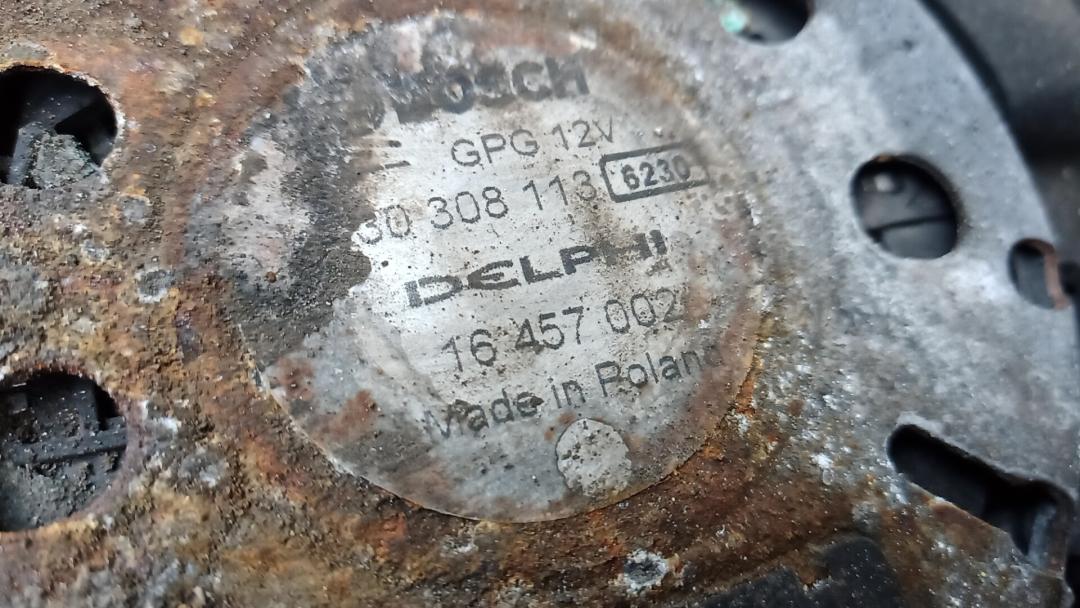 BOSCH
GPG 12V
30 308 113 6230
DELPHI
16 457 002
Made in Poland